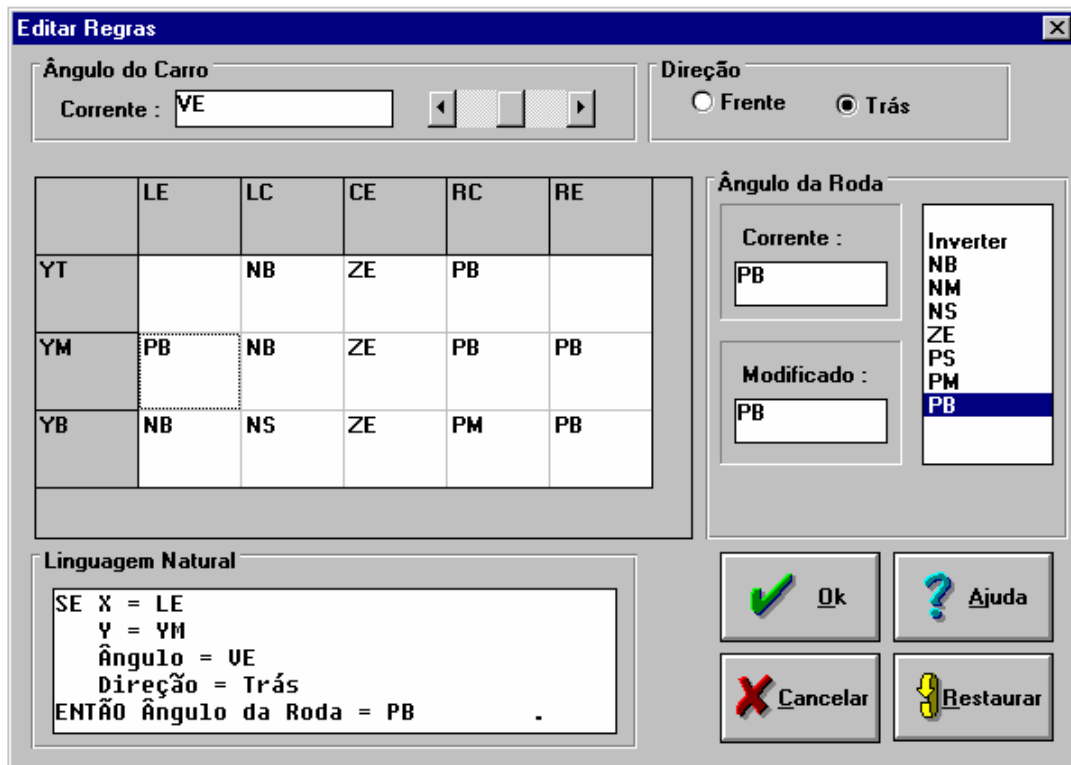 Editar Regras
Ângulo do Carro
Corrente : VE
Direção
Frente Trás
LE LC CE RC RE
YT NB ZE PB
YM PB NB ZE PB PB
YB NB NS ZE PM PB
Ângulo da Roda
Corrente :
PB
Modificado :
PB
Inverter
NB
NM
NS
ZE
PS
PM
PB
Linguagem Natural
SE X = LE
Y = YM
Ângulo = VE
Direção = Trás
ENTÃO Ângulo da Roda = PB .
Ok
Ajuda
Cancelar
Restaurar